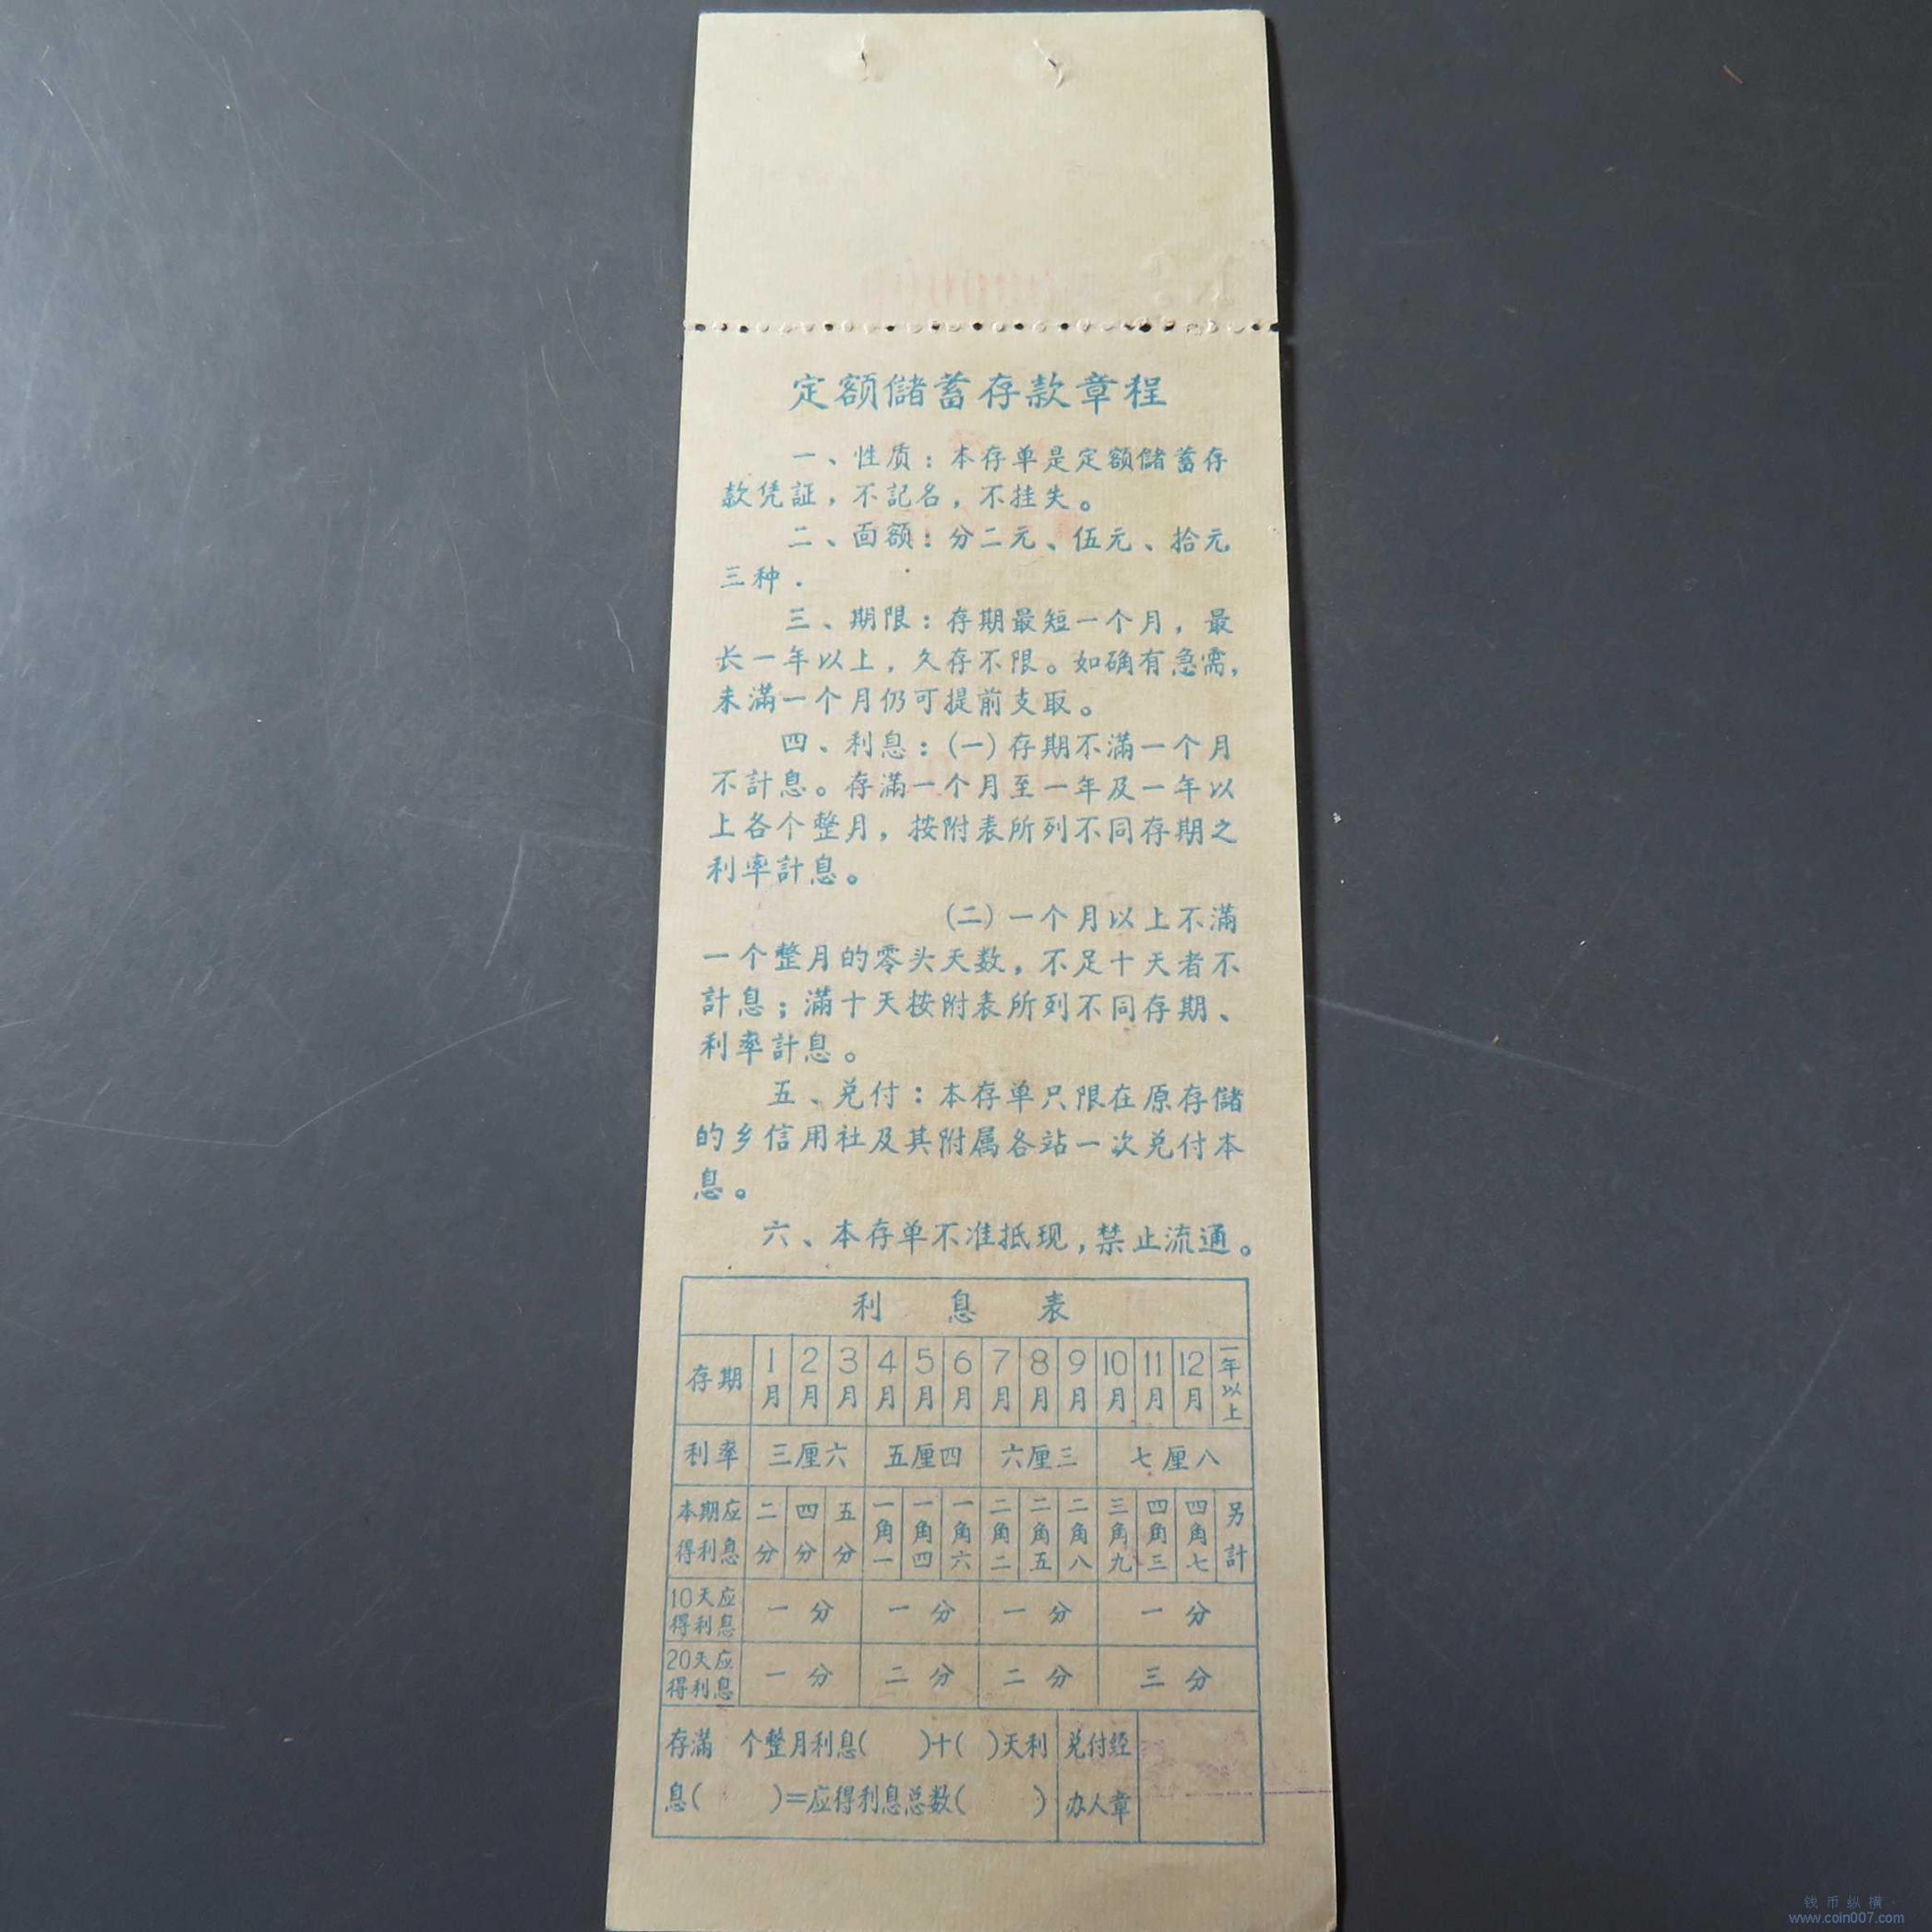 定额儲蓄存款章程
一、性质：本存单是定额儲蓄存
款凭証，不記名，不挂失。
二、面额：分二元、伍元、拾元
三种．
三、期限：存期最短一个月，最
长一年以上，久存不限。如确有急需，
未滿一个月仍可提前支取。
四、利息：(一)存期不滿一个月
不計息。存滿一个月至一年及一年以
上各个整月，按附表所列不同存期之
利率計息。
(二)一个月以上不滿
一个整月的零头天数，不足十天者不
計息；滿十天按附表所列不同存期、
利率計息。
五、兑付：本存单只限在原存儲
的乡信用社及其附属各站一次兑付本
息。
六、本存单不准抵现，禁止流通。
利息表
存期 1月 2月 3月 4月 5月 6月 7月 8月 9月 10月 11月 12月 一年以上
利率 三厘六 五厘四 六厘三 七厘八
本期应得利息 二分 四分 五分 一角一 一角四 一角六 二角二 二角五 二角八 三角九 四角三 四角七 另計
10天应得利息 一分 一分 一分 一分
20天应得利息 一分 二分 二分 三分
存滿 个整月利息( )十( )天利
息( )=应得利息总数( )
兑付经
办人章
钱币纵横
www.coin007.com